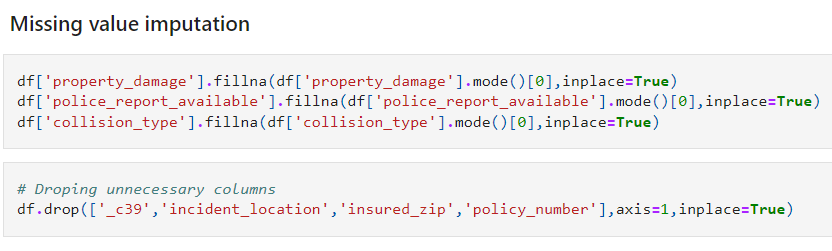 Missing value imputation
df['property_damage'].fillna(df['property_damage'].mode()[0],inplace=True)
df['police_report_available'].fillna(df['police_report_available'].mode()[0],inplace=True)
df['collision_type'].fillna(df['collision_type'].mode()[0],inplace=True)
# Droping unnecessary columns
df.drop(['_c39','incident_location','insured_zip','policy_number'],axis=1,inplace=True)